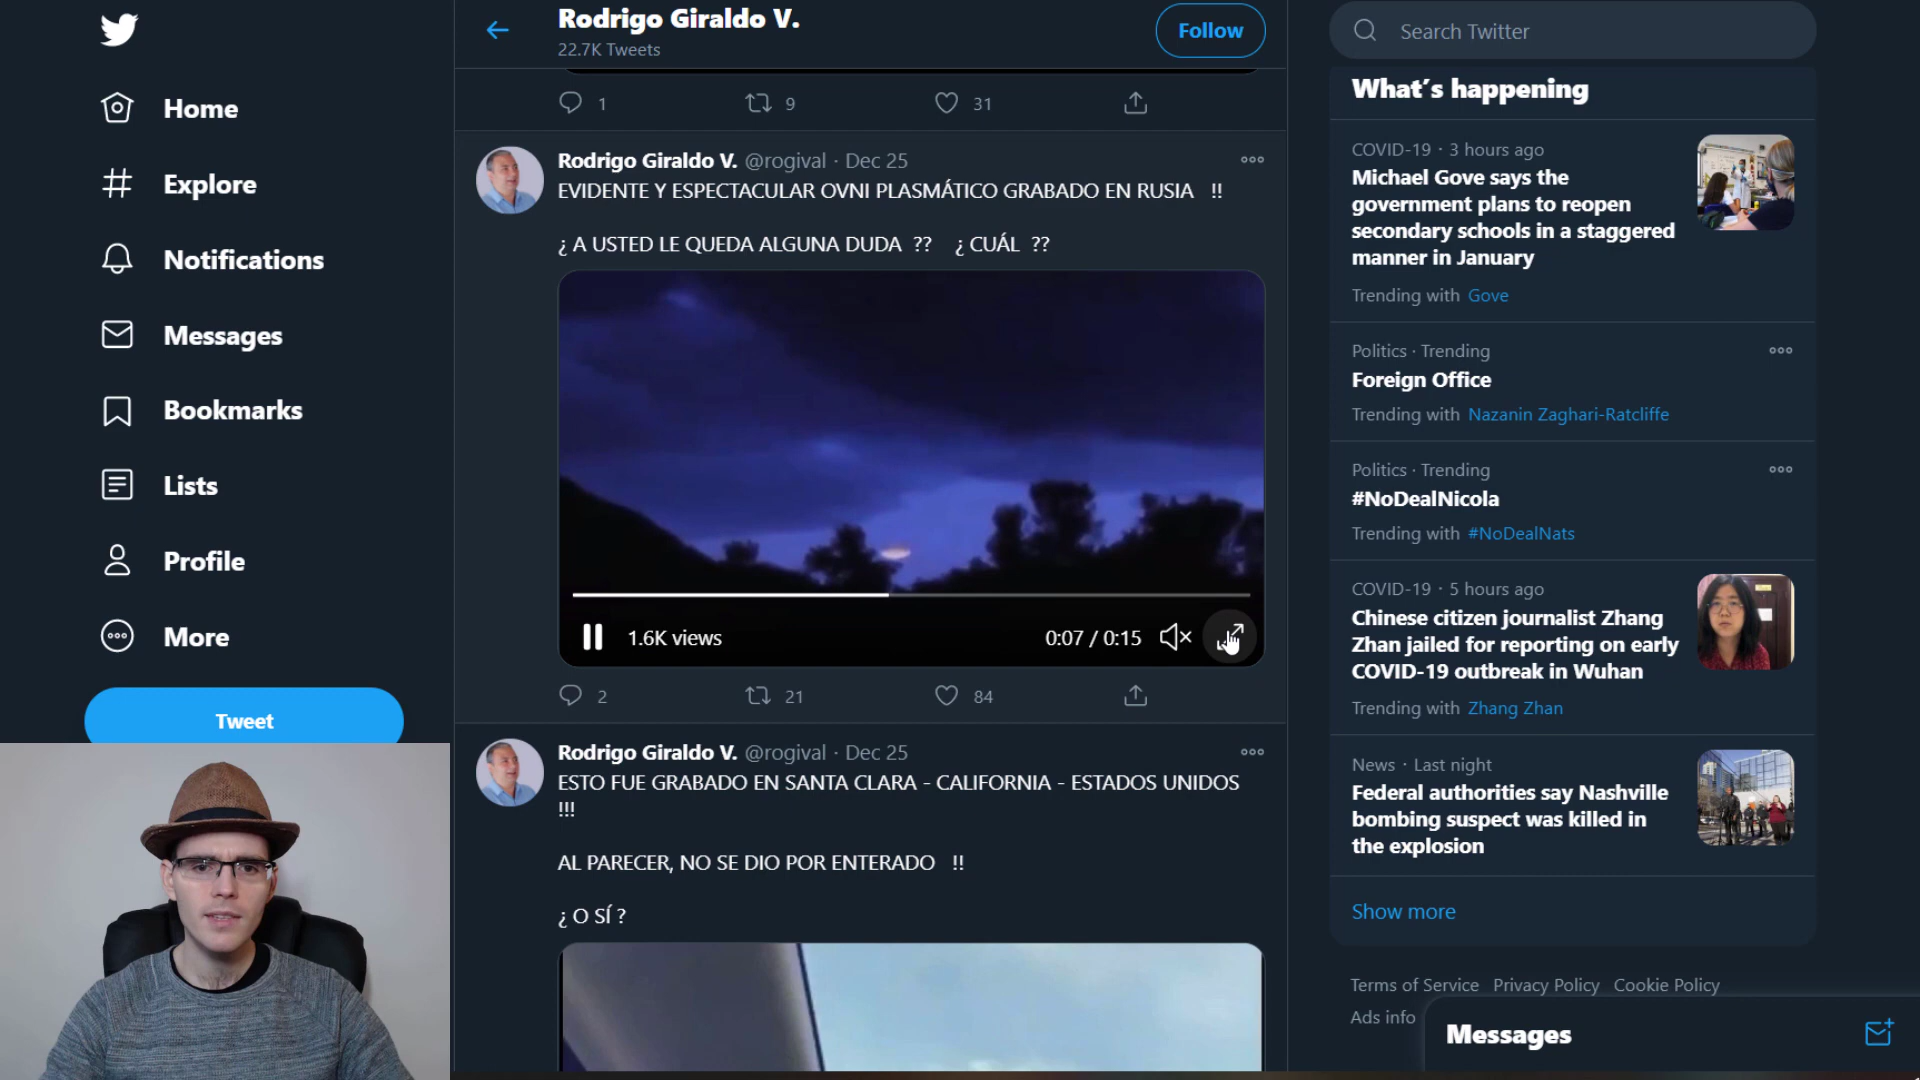 Home
Explore
Notifications
Messages
Bookmarks
Lists
Profile
More
Tweet
Rodrigo Giraldo V.
22.7K Tweets
Follow
1 9 31
Rodrigo Giraldo V. @rogival · Dec 25
EVIDENTE Y ESPECTACULAR OVNI PLASMÁTICO GRABADO EN RUSIA !!
¿ A USTED LE QUEDA ALGUNA DUDA ?? ¿ CUÁL ??
1.6K views 0:07 / 0:15
2 21 84
Rodrigo Giraldo V. @rogival · Dec 25
ESTO FUE GRABADO EN SANTA CLARA - CALIFORNIA - ESTADOS UNIDOS
!!!
AL PARECER, NO SE DIO POR ENTERADO !!
¿ O SÍ ?
Search Twitter
What's happening
COVID-19 · 3 hours ago
Michael Gove says the
government plans to reopen
secondary schools in a staggered
manner in January
Trending with Gove
Politics · Trending
Foreign Office
Trending with Nazanin Zaghari-Ratcliffe
Politics · Trending
#NoDealNicola
Trending with #NoDealNats
COVID-19 · 5 hours ago
Chinese citizen journalist Zhang
Zhan jailed for reporting on early
COVID-19 outbreak in Wuhan
Trending with Zhang Zhan
News · Last night
Federal authorities say Nashville
bombing suspect was killed in
the explosion
Show more
Terms of Service Privacy Policy Cookie Policy
Ads info
Messages